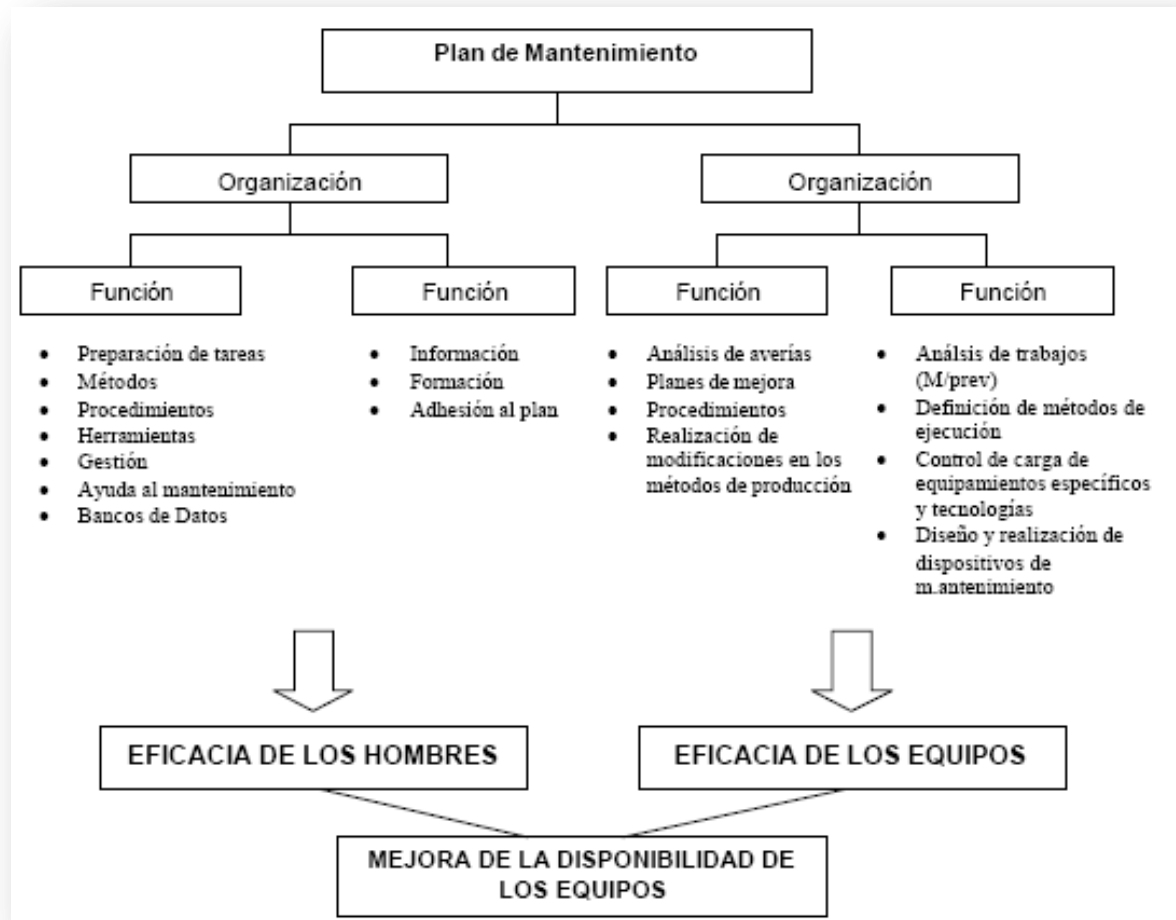 Plan de Mantenimiento
Organización
Organización
Función
Función
Función
Función
• Preparación de tareas
• Métodos
• Procedimientos
• Herramientas
• Gestión
• Ayuda al mantenimiento
• Bancos de Datos
• Información
• Formación
• Adhesión al plan
• Análisis de averías
• Planes de mejora
• Procedimientos
• Realización de
modificaciones en los
métodos de producción
• Análsis de trabajos
(M/prev)
• Definición de métodos de
ejecución
• Control de carga de
equipamientos específicos
y tecnologías
• Diseño y realización de
dispositivos de
m.antenimiento
EFICACIA DE LOS HOMBRES
EFICACIA DE LOS EQUIPOS
MEJORA DE LA DISPONIBILIDAD DE
LOS EQUIPOS